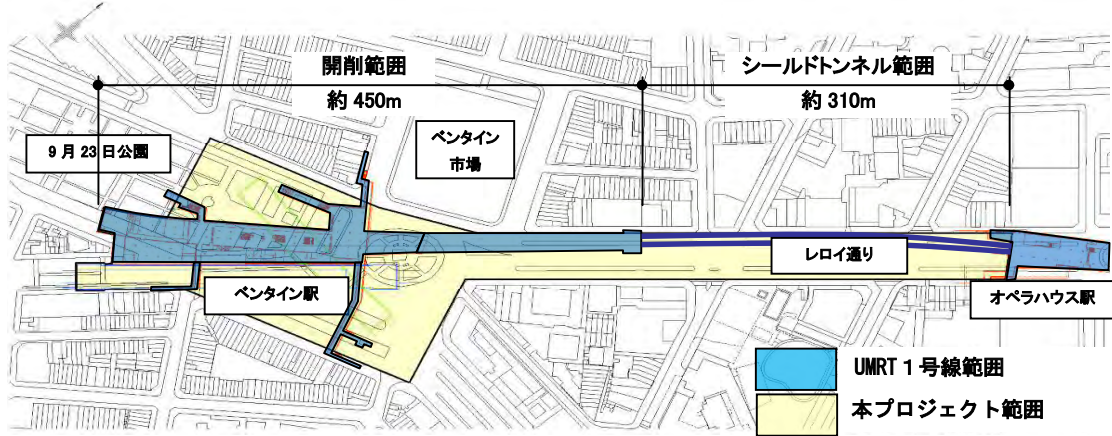 開削範囲
約 450m
シールドトンネル範囲
約 310m
9 月 23 日公園
ベンタイン
市場
レロイ通り
ベンタイン駅
オペラハウス駅
UMRT 1 号線範囲
本プロジェクト範囲